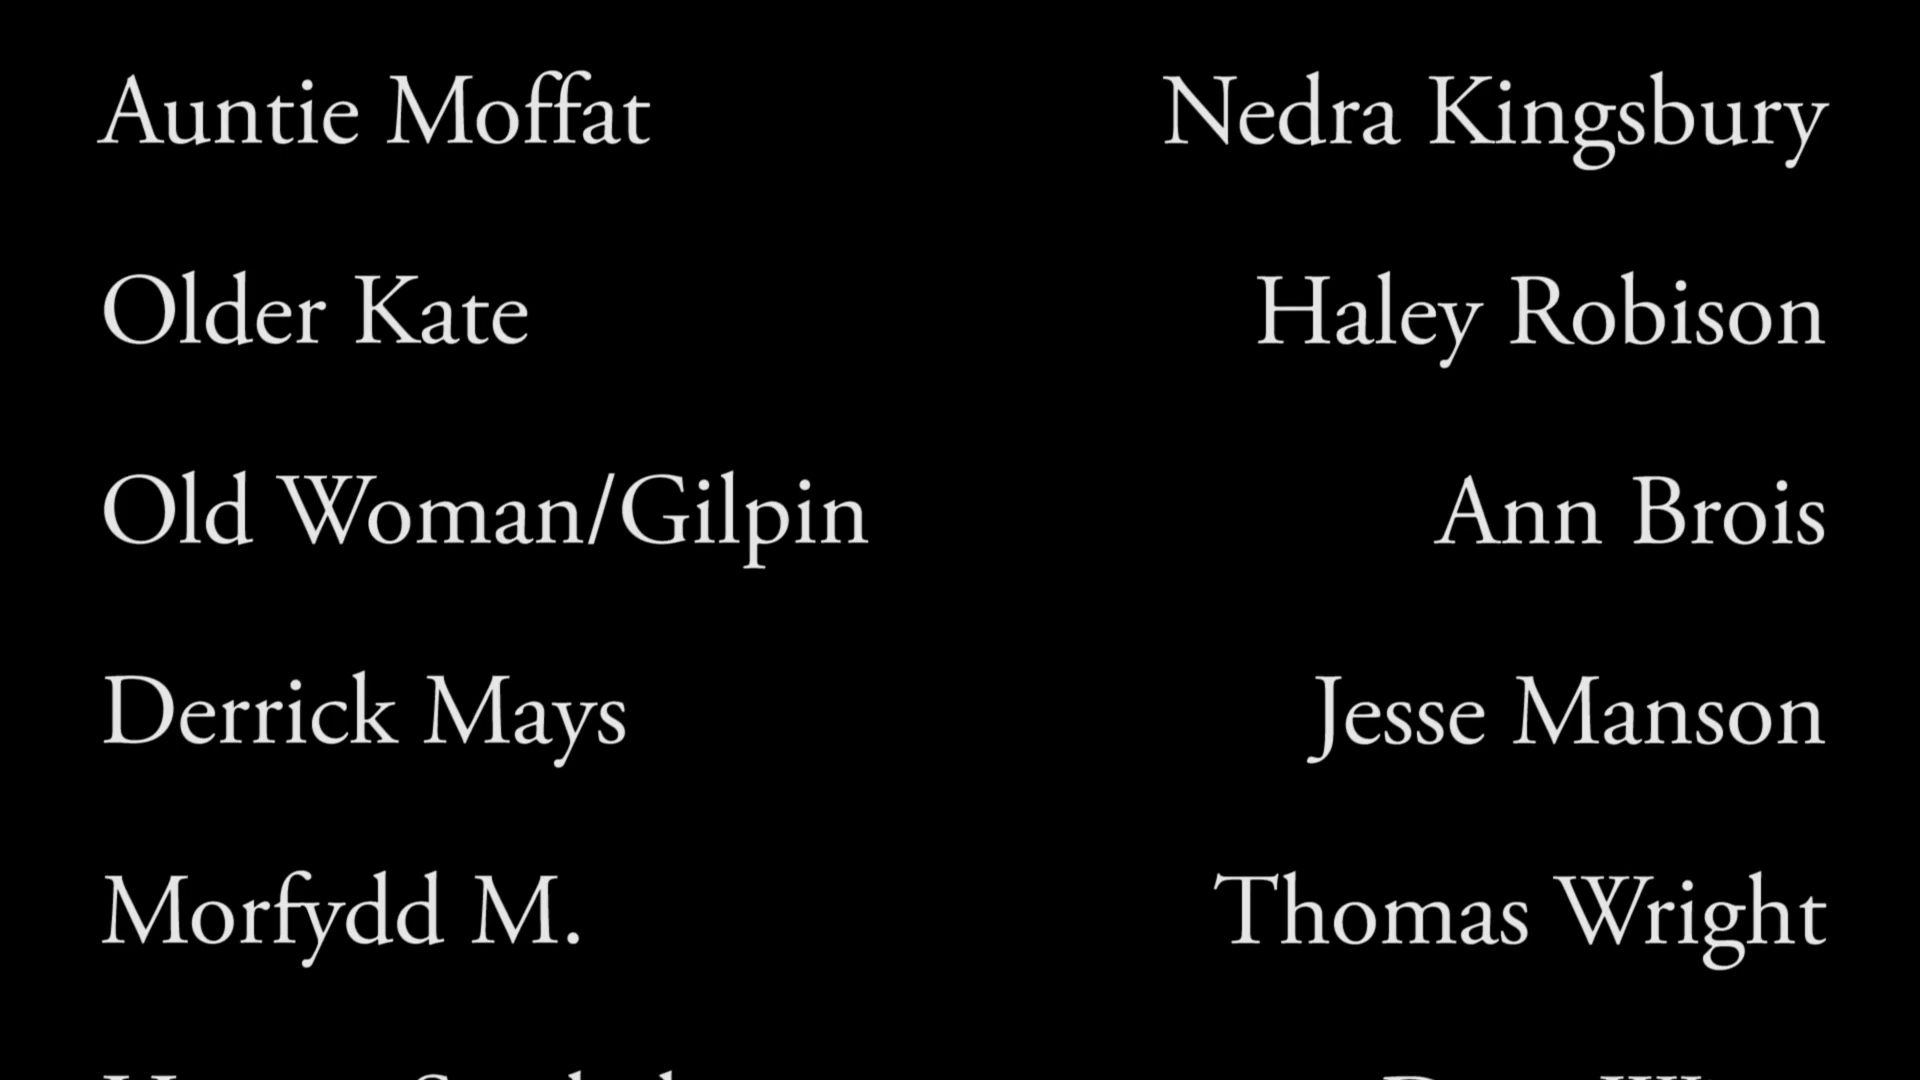 Auntie Moffat Nedra Kingsbury
Older Kate Haley Robison
Old Woman/Gilpin Ann Brois
Derrick Mays Jesse Manson
Morfydd M. Thomas Wright